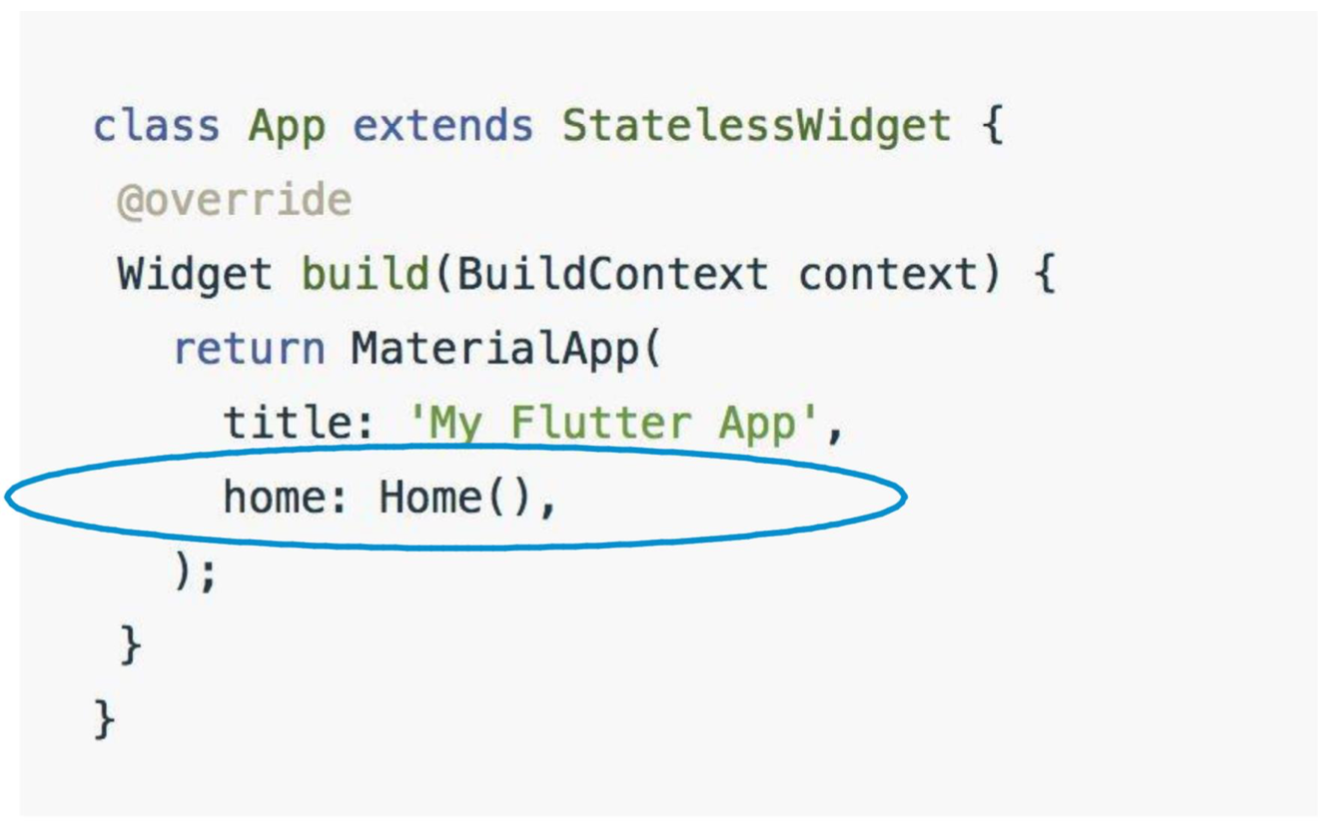 class App extends StatelessWidget {
@override
Widget build(BuildContext context) {
return MaterialApp(
title: 'My Flutter App',
home: Home(),
);
}
}